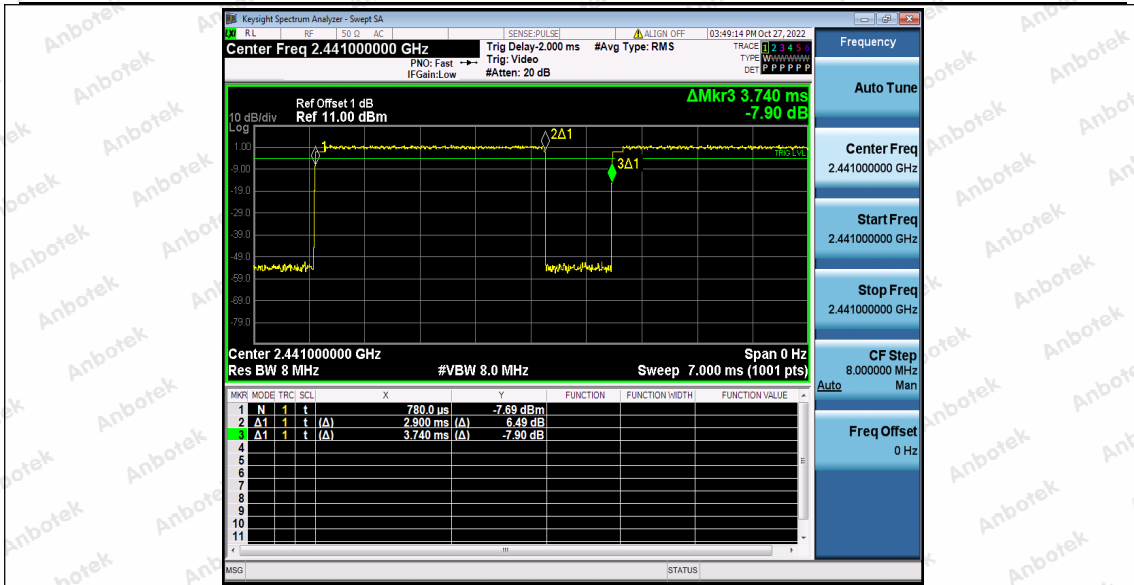 Keysight Spectrum Analyzer - Swept SA
RL RF 50 Ω AC SENSE:PULSE ALIGN OFF 03:49:14 PM Oct 27, 2022
Center Freq 2.441000000 GHz
PNO: Fast
IFGain:Low
Trig Delay-2.000 ms
Trig: Video
#Atten: 20 dB
#Avg Type: RMS
TRACE 1 2 3 4 5 6
TYPE WWWWWW
DET P P P P P P
ΔMkr3 3.740 ms
-7.90 dB
Ref Offset 1 dB
10 dB/div Ref 11.00 dBm
Log
1.00
-9.00
-19.0
-29.0
-39.0
-49.0
-59.0
-69.0
-79.0
1
2Δ1
3Δ1
TRIG LVL
Center 2.441000000 GHz Span 0 Hz
Res BW 8 MHz #VBW 8.0 MHz Sweep 7.000 ms (1001 pts)
MKR MODE TRC SCL X Y FUNCTION FUNCTION WIDTH FUNCTION VALUE
1 N 1 t 780.0 µs -7.69 dBm
2 Δ1 1 t (Δ) 2.900 ms (Δ) 6.49 dB
3 Δ1 1 t (Δ) 3.740 ms (Δ) -7.90 dB
4
5
6
7
8
9
10
11
MSG STATUS
Frequency
Auto Tune
Center Freq
2.441000000 GHz
Start Freq
2.441000000 GHz
Stop Freq
2.441000000 GHz
CF Step
8.000000 MHz
Auto Man
Freq Offset
0 Hz
Anbotek